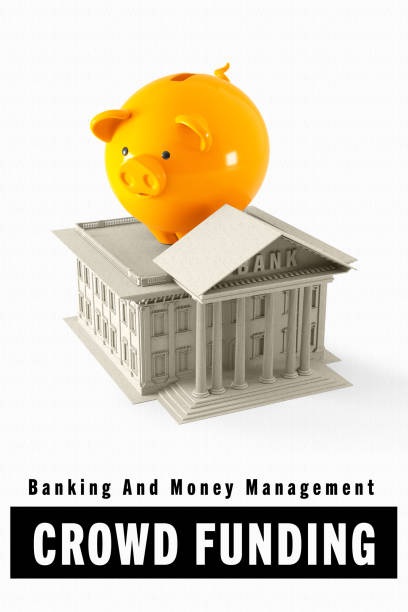 BANK
Banking And Money Management
CROWD FUNDING